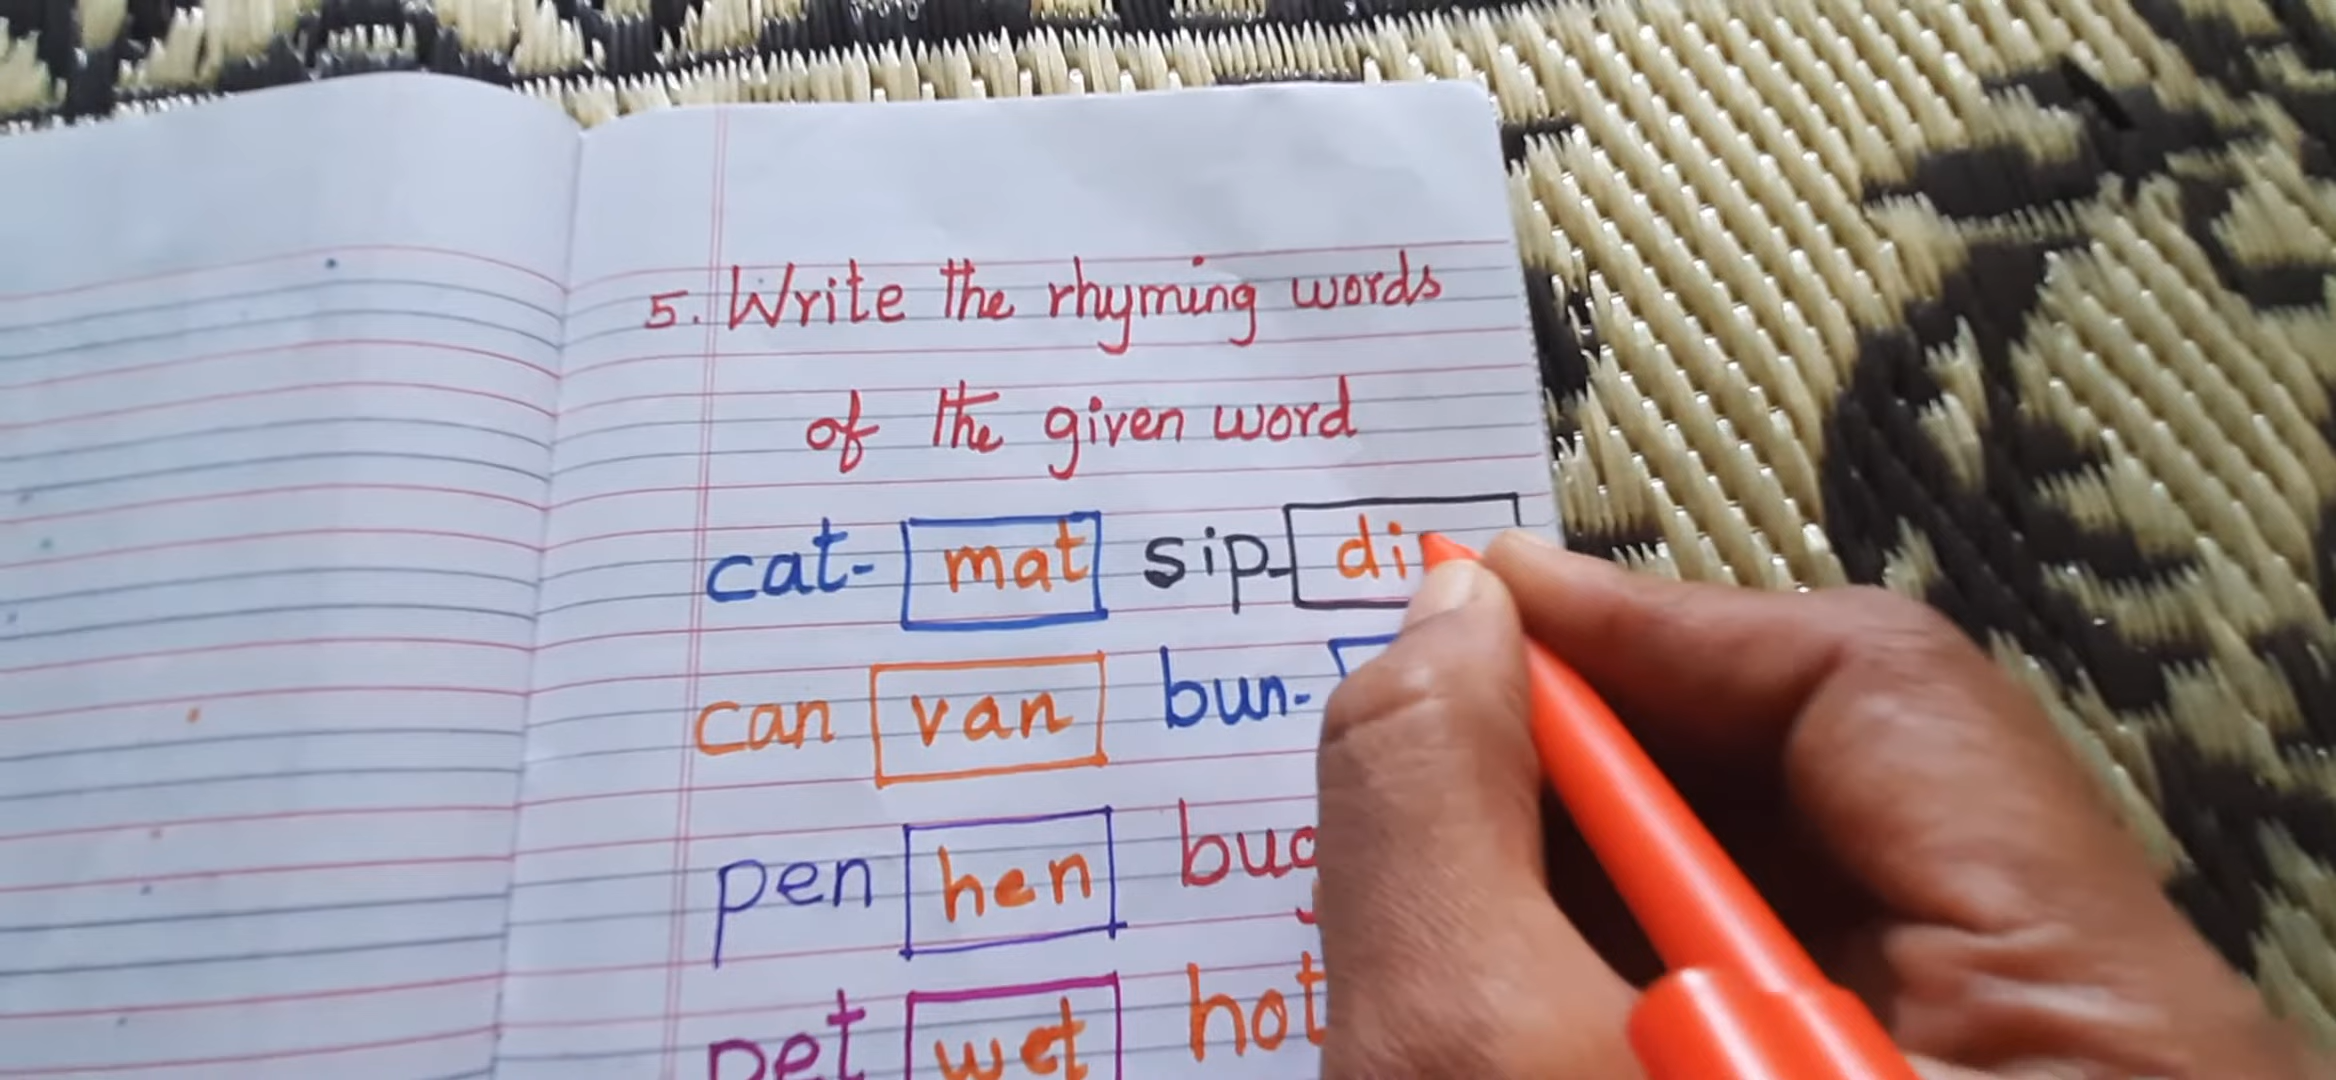 5. Write the rhyming words
of the given word
cat- mat sip-
can van bun-
pen hen
pet wet hot